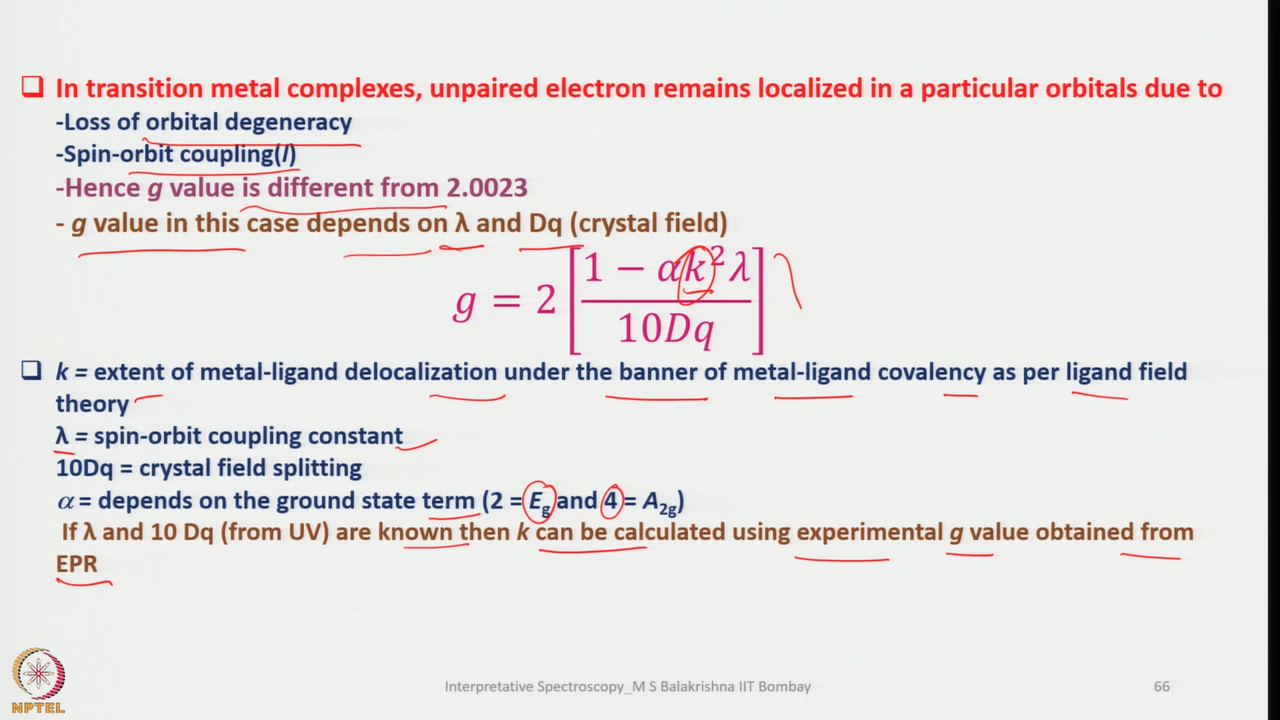 In transition metal complexes, unpaired electron remains localized in a particular orbitals due to
-Loss of orbital degeneracy
-Spin-orbit coupling(l)
-Hence g value is different from 2.0023
- g value in this case depends on λ and Dq (crystal field)
g = 2 [(1 − αk²λ)/(10Dq)]
k = extent of metal-ligand delocalization under the banner of metal-ligand covalency as per ligand field
theory
λ = spin-orbit coupling constant
10Dq = crystal field splitting
α = depends on the ground state term (2 = Eg and 4 = A2g)
If λ and 10 Dq (from UV) are known then k can be calculated using experimental g value obtained from
EPR
NPTEL
Interpretative Spectroscopy_M S Balakrishna IIT Bombay
66